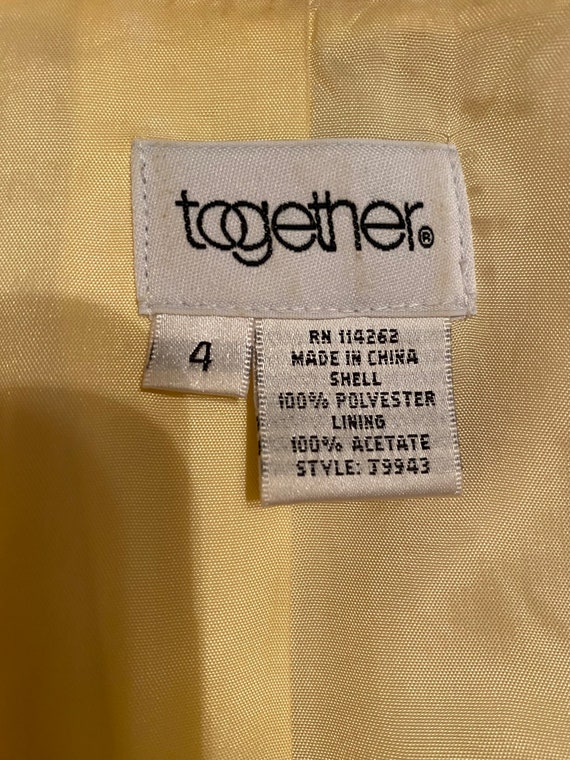 together®
4
RN 114262
MADE IN CHINA
SHELL
100% POLYESTER
LINING
100% ACETATE
STYLE: J9943